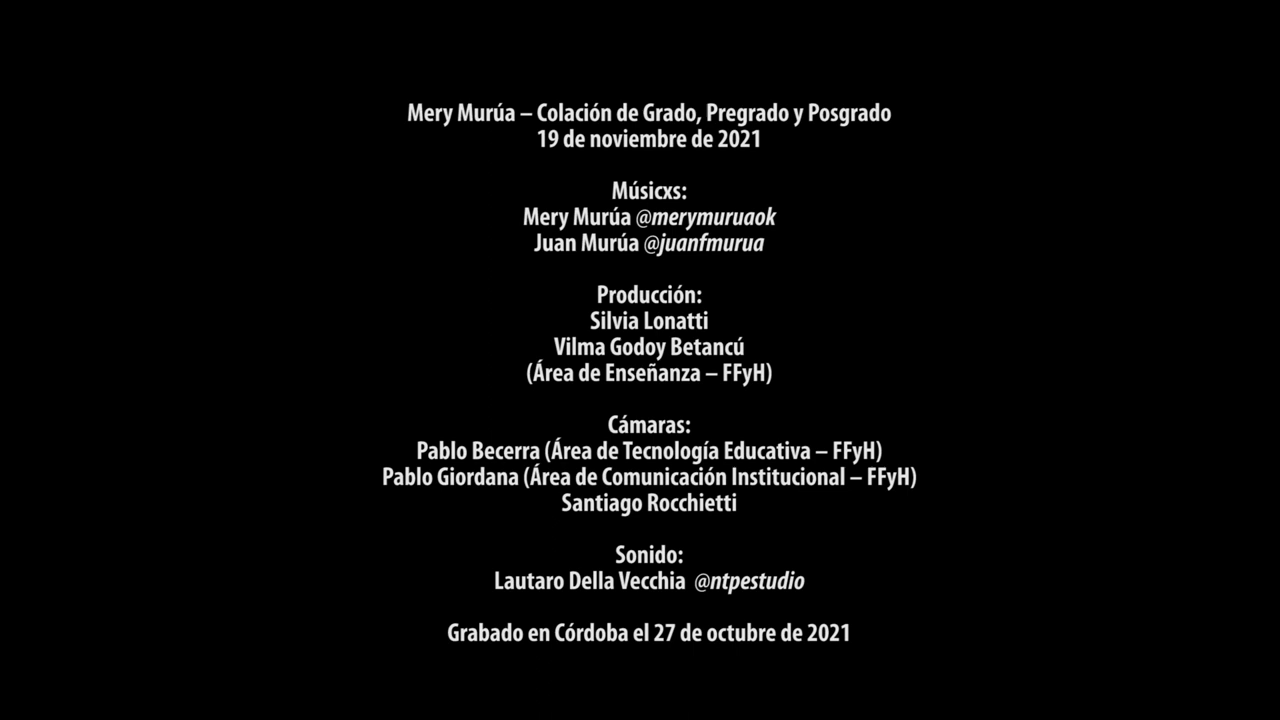 Mery Murúa – Colación de Grado, Pregrado y Posgrado
19 de noviembre de 2021
Músicxs:
Mery Murúa @merymuruaok
Juan Murúa @juanfmurua
Producción:
Silvia Lonatti
Vilma Godoy Betancú
(Área de Enseñanza – FFyH)
Cámaras:
Pablo Becerra (Área de Tecnología Educativa – FFyH)
Pablo Giordana (Área de Comunicación Institucional – FFyH)
Santiago Rocchietti
Sonido:
Lautaro Della Vecchia @ntpestudio
Grabado en Córdoba el 27 de octubre de 2021